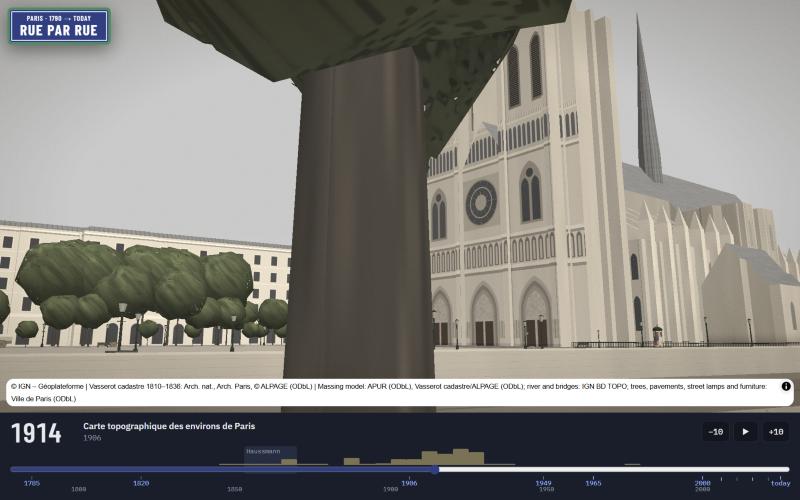 PARIS · 1790 → TODAY
RUE PAR RUE
© IGN – Géoplateforme | Vasserot cadastre 1810–1836: Arch. nat., Arch. Paris, © ALPAGE (ODbL) | Massing model: APUR (ODbL), Vasserot cadastre/ALPAGE (ODbL); river and bridges: IGN BD TOPO; trees, pavements, street lamps and furniture:
Ville de Paris (ODbL)
1914
Carte topographique des environs de Paris
1906
−10
+10
Haussmann
1785 1820 1906 1949 1965 2000 today
1800 1850 1900 1950 2000